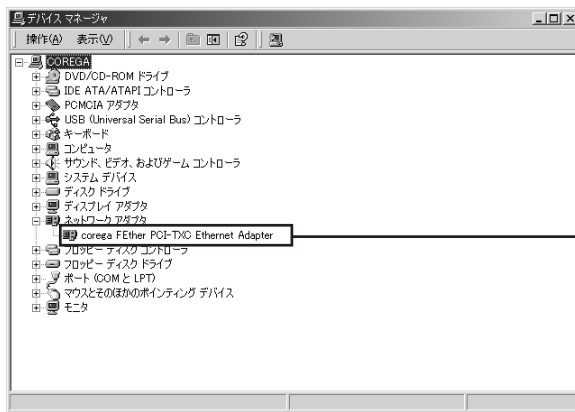 デバイス マネージャ
操作(A) 表示(V)
COREGA
DVD/CD-ROM ドライブ
IDE ATA/ATAPI コントローラ
PCMCIA アダプタ
USB (Universal Serial Bus) コントローラ
キーボード
コンピュータ
サウンド、ビデオ、およびゲーム コントローラ
システム デバイス
ディスク ドライブ
ディスプレイ アダプタ
ネットワーク アダプタ
corega FEther PCI-TXC Ethernet Adapter
フロッピー ディスク コントローラ
フロッピー ディスク ドライブ
ポート (COM と LPT)
マウスとそのほかのポインティング デバイス
モニタ